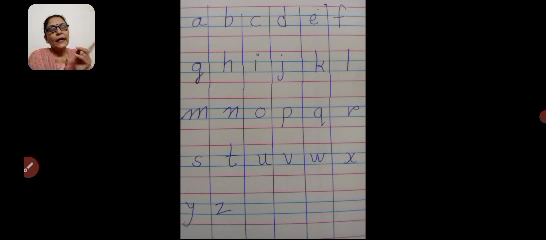 a b c d e f
g h i j k l
m n o p q r
s t u v w x
y z